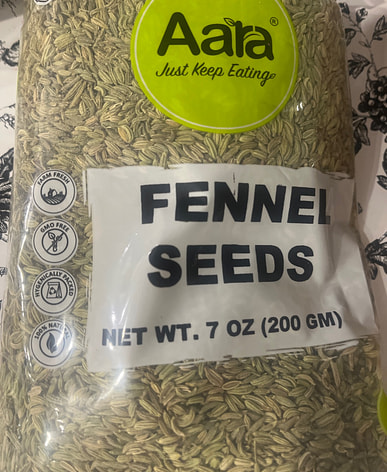 Aara®
Just Keep Eating
FARM FRESH
GMO FREE
HYGIENICALLY PACKED
100% NATURAL
FENNEL
SEEDS
NET WT. 7 OZ (200 GM)